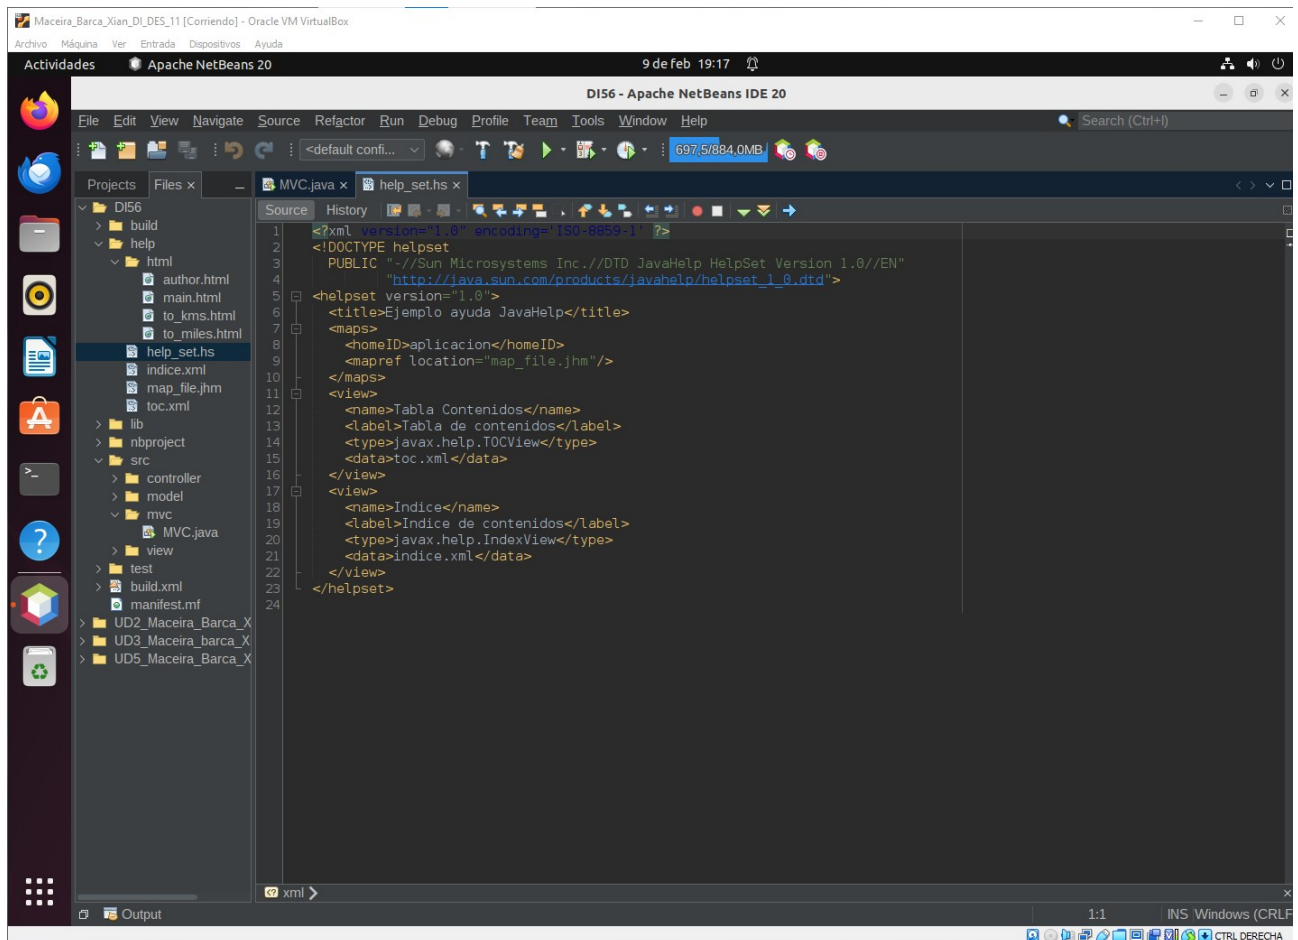 Maceira_Barca_Xian_DI_DES_11 [Corriendo] - Oracle VM VirtualBox
Archivo Máquina Ver Entrada Dispositivos Ayuda
Actividades Apache NetBeans 20 9 de feb 19:17
DI56 - Apache NetBeans IDE 20
File Edit View Navigate Source Refactor Run Debug Profile Team Tools Window Help Search (Ctrl+I)
<default confi... 697,5/884,0MB
Projects Files MVC.java help_set.hs
Source History
DI56
build
help
html
author.html
main.html
to_kms.html
to_miles.html
help_set.hs
indice.xml
map_file.jhm
toc.xml
lib
nbproject
src
controller
model
mvc
MVC.java
view
test
build.xml
manifest.mf
UD2_Maceira_Barca_X
UD3_Maceira_barca_X
UD5_Maceira_Barca_X
1 <?xml version='1.0' encoding='ISO-8859-1' ?>
2 <!DOCTYPE helpset
3 PUBLIC "-//Sun Microsystems Inc.//DTD JavaHelp HelpSet Version 1.0//EN"
4 "http://java.sun.com/products/javahelp/helpset_1_0.dtd">
5 <helpset version="1.0">
6 <title>Ejemplo ayuda JavaHelp</title>
7 <maps>
8 <homeID>aplicacion</homeID>
9 <mapref location="map_file.jhm"/>
10 </maps>
11 <view>
12 <name>Tabla Contenidos</name>
13 <label>Tabla de contenidos</label>
14 <type>javax.help.TOCView</type>
15 <data>toc.xml</data>
16 </view>
17 <view>
18 <name>Indice</name>
19 <label>Indice de contenidos</label>
20 <type>javax.help.IndexView</type>
21 <data>indice.xml</data>
22 </view>
23 </helpset>
24
xml
Output 1:1 INS Windows (CRLF
CTRL DERECHA